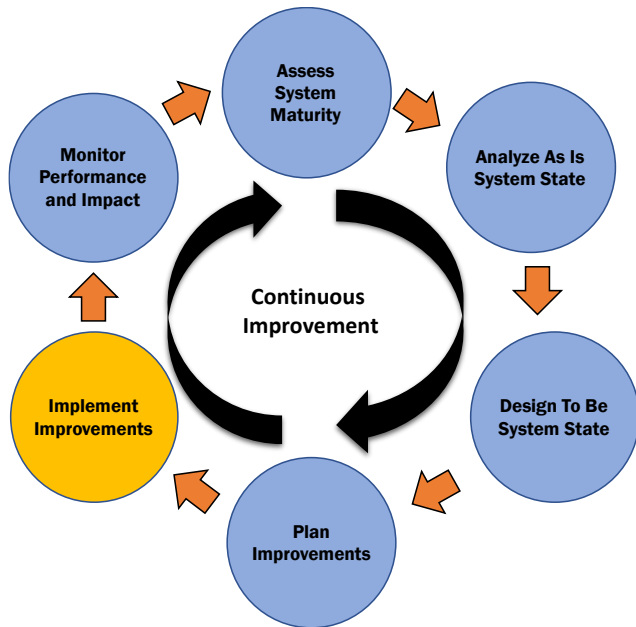 Assess
System
Maturity
Analyze As Is
System State
Design To Be
System State
Plan
Improvements
Implement
Improvements
Monitor
Performance
and Impact
Continuous
Improvement